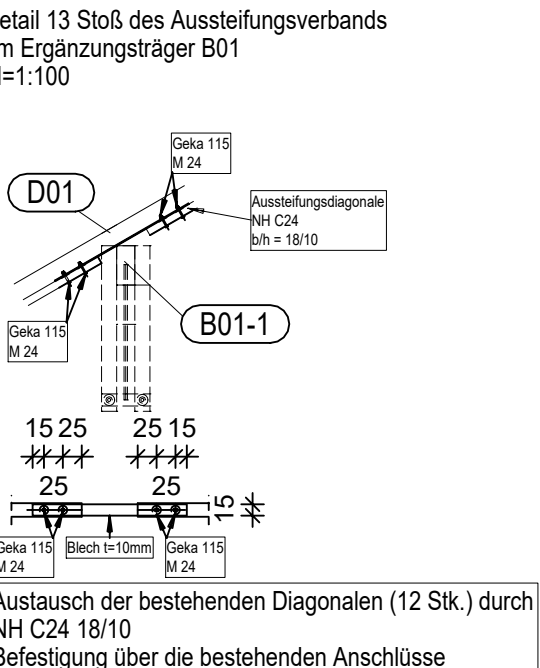 etail 13 Stoß des Aussteifungsverbands
m Ergänzungsträger B01
=1:100
Geka 115
M 24
D01
Aussteifungsdiagonale
NH C24
b/h = 18/10
B01-1
Geka 115
M 24
15 25 25 15
25 25
15
Geka 115
M 24
Blech t=10mm
Geka 115
M 24
Austausch der bestehenden Diagonalen (12 Stk.) durch
NH C24 18/10
Befestigung über die bestehenden Anschlüsse